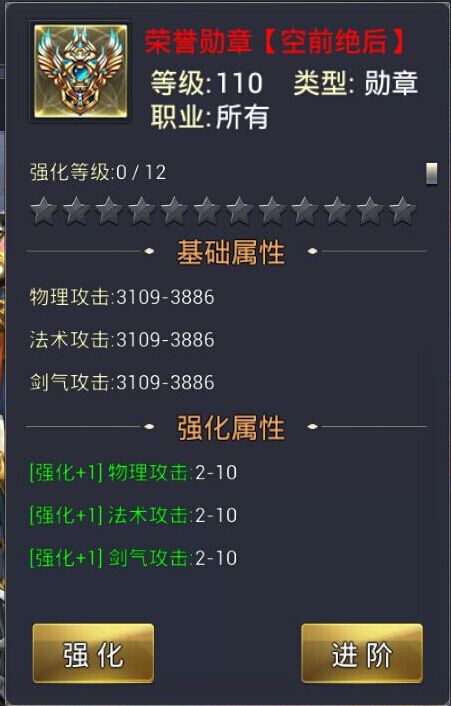 荣誉勋章【空前绝后】
等级:110 类型: 勋章
职业:所有
强化等级:0 / 12
基础属性
物理攻击:3109-3886
法术攻击:3109-3886
剑气攻击:3109-3886
强化属性
[强化+1] 物理攻击:2-10
[强化+1] 法术攻击:2-10
[强化+1] 剑气攻击:2-10
强 化 进 阶